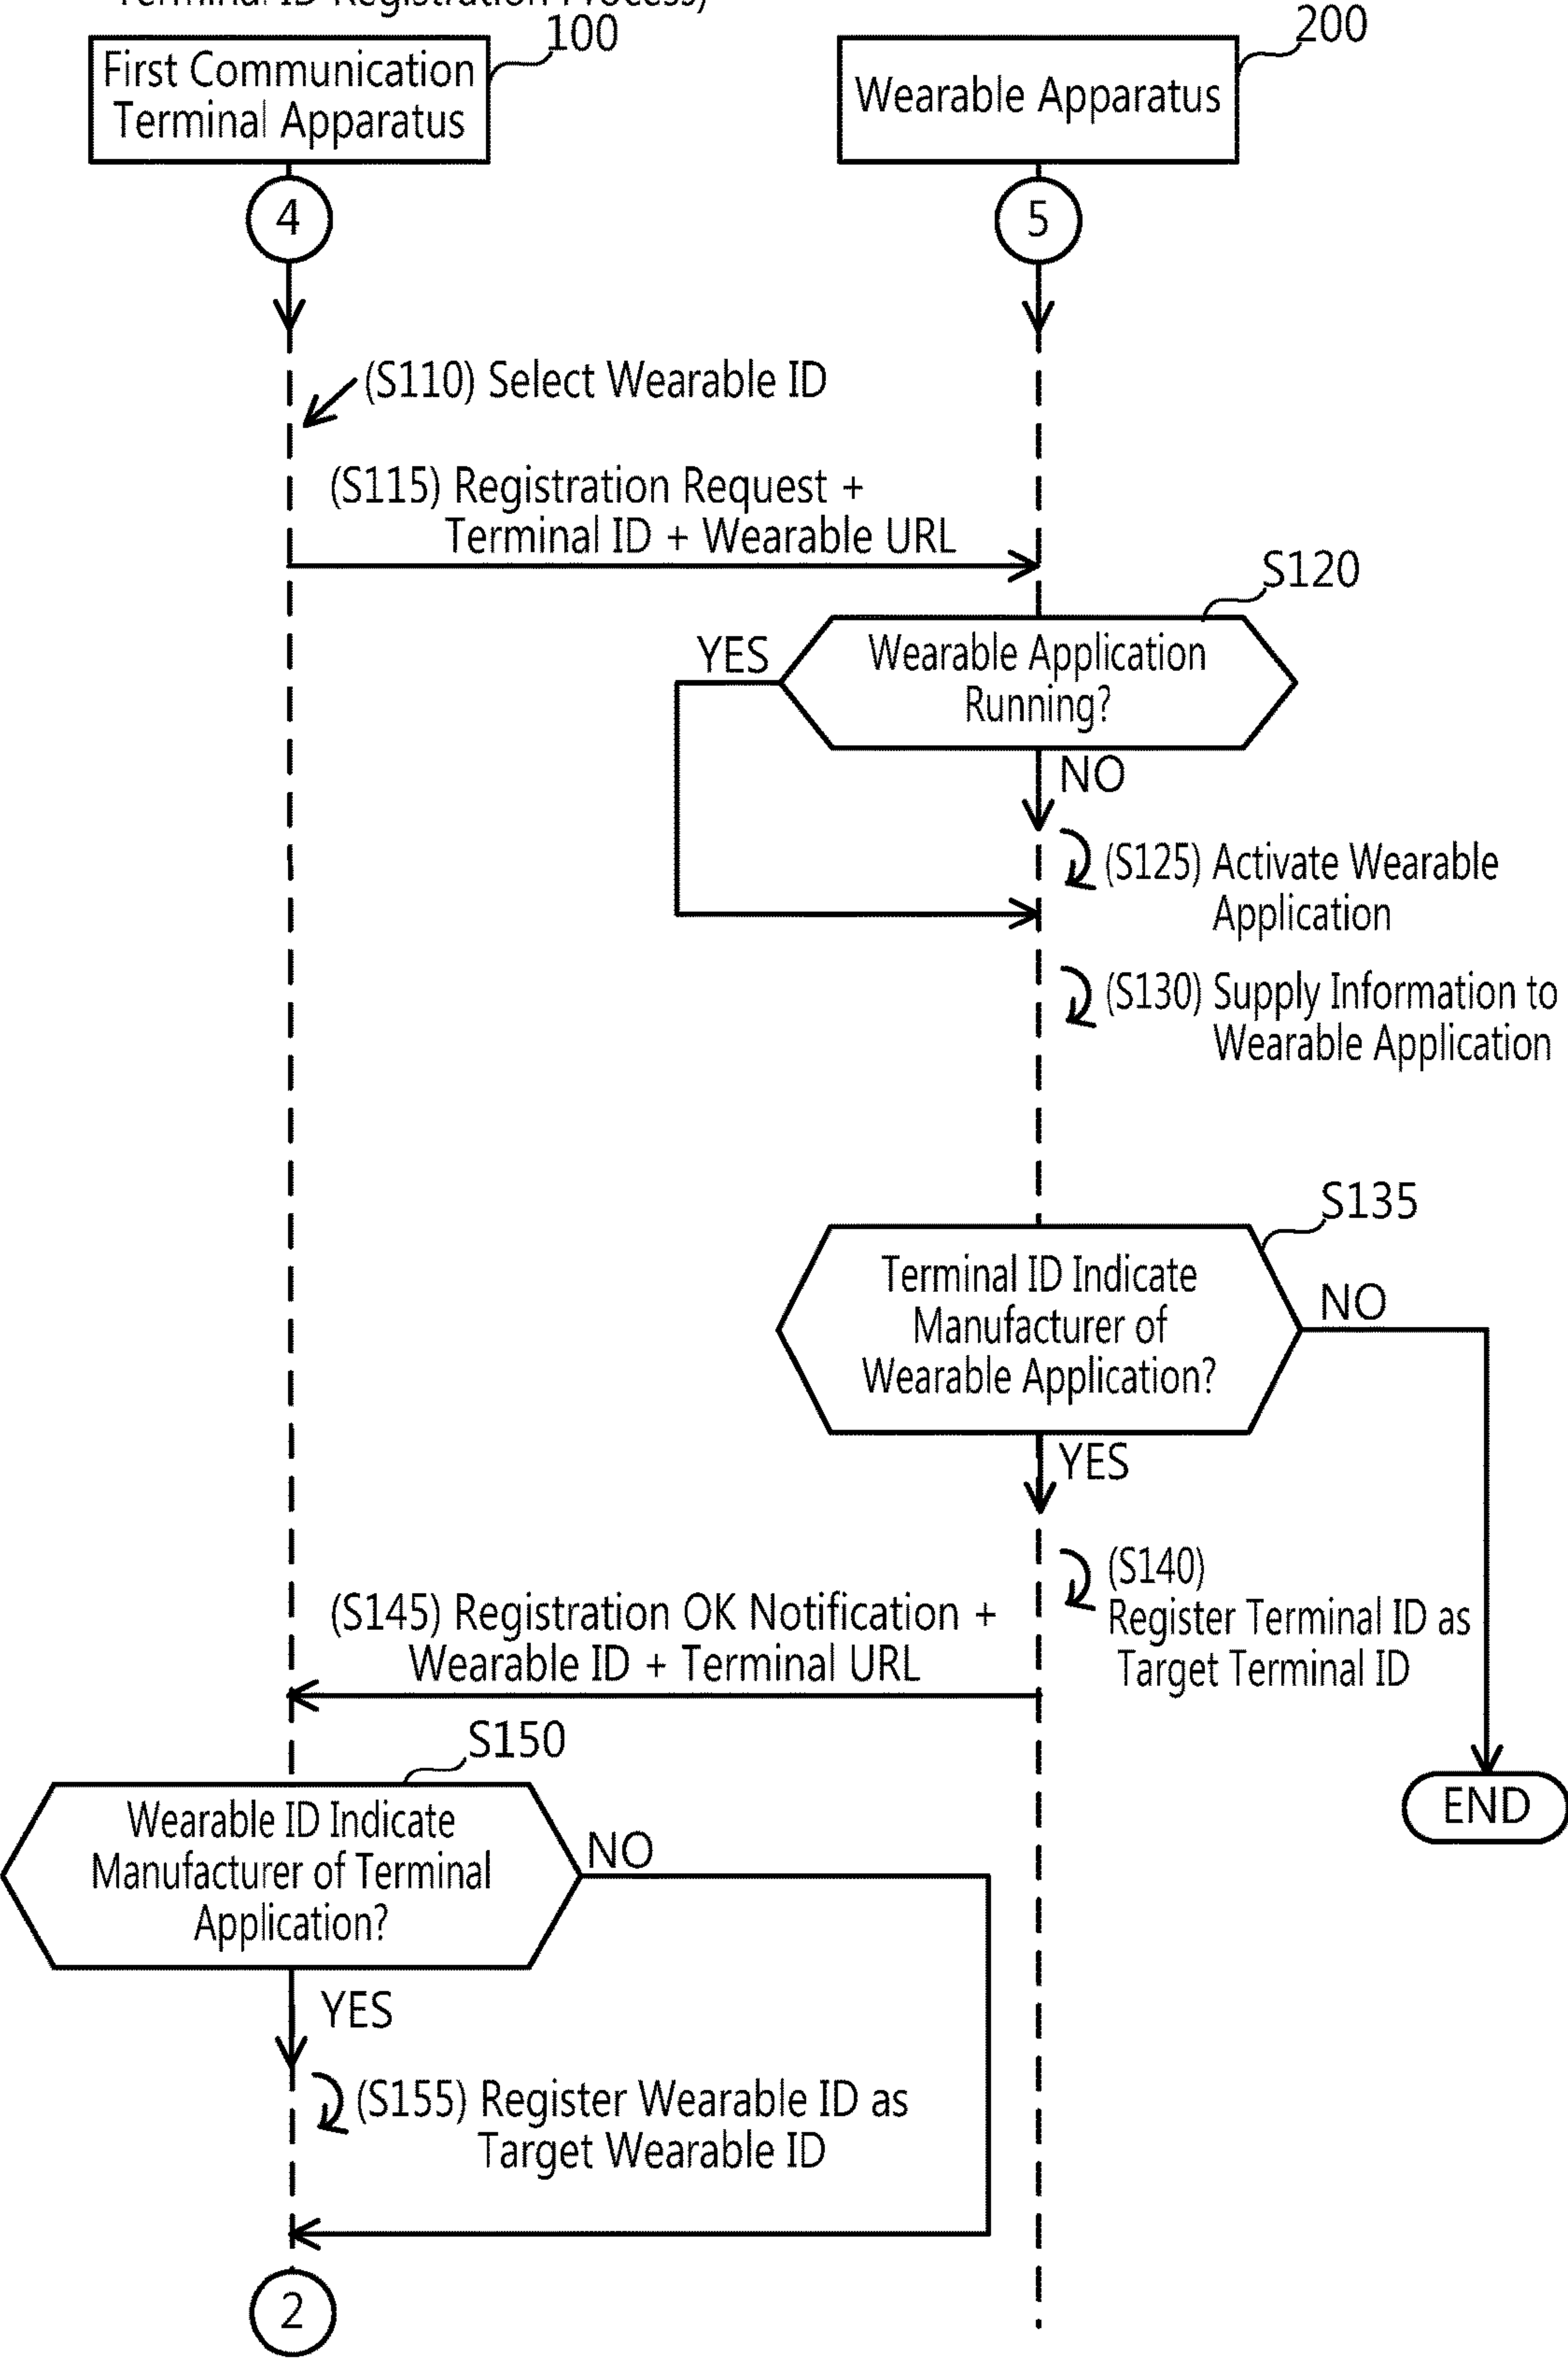 Terminal ID Registration Process)
100
200
First Communication
Terminal Apparatus
Wearable Apparatus
4
5
(S110) Select Wearable ID
(S115) Registration Request +
Terminal ID + Wearable URL
S120
YES
Wearable Application
Running?
NO
(S125) Activate Wearable
Application
(S130) Supply Information to
Wearable Application
S135
Terminal ID Indicate
Manufacturer of
Wearable Application?
NO
YES
(S140)
Register Terminal ID as
Target Terminal ID
(S145) Registration OK Notification +
Wearable ID + Terminal URL
S150
END
Wearable ID Indicate
Manufacturer of Terminal
Application?
NO
YES
(S155) Register Wearable ID as
Target Wearable ID
2